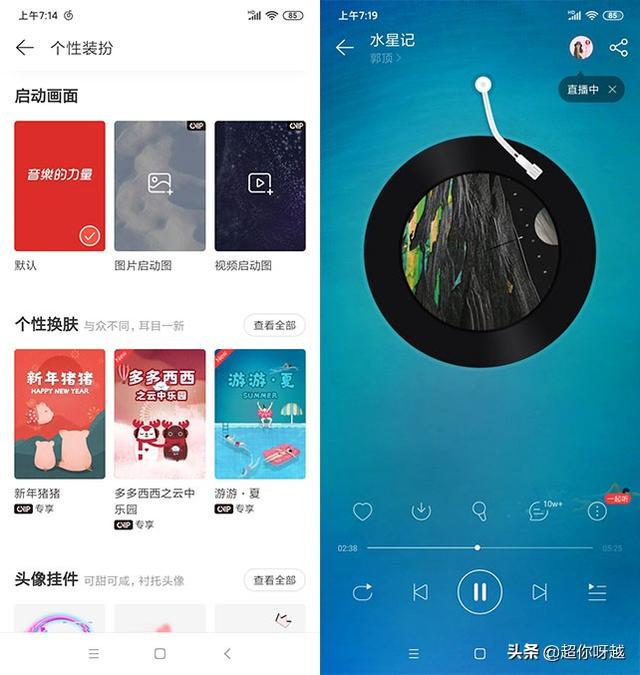 上午7:14
85
个性装扮
启动画面
音樂的力量
VIP
VIP
默认
图片启动图
视频启动图
个性换肤 与众不同，耳目一新
查看全部
新年猪猪
HAPPY NEW YEAR
New
多多西西
之云中乐园
New
游游·夏
SUMMER
新年猪猪
VIP 专享
多多西西之云中乐园
VIP 专享
游游·夏
VIP 专享
头像挂件 可甜可咸，衬托头像
查看全部
上午7:19
85
水星记
郭顶
直播中
10w+
一起听
02:38
05:25
头条 @超你呀越